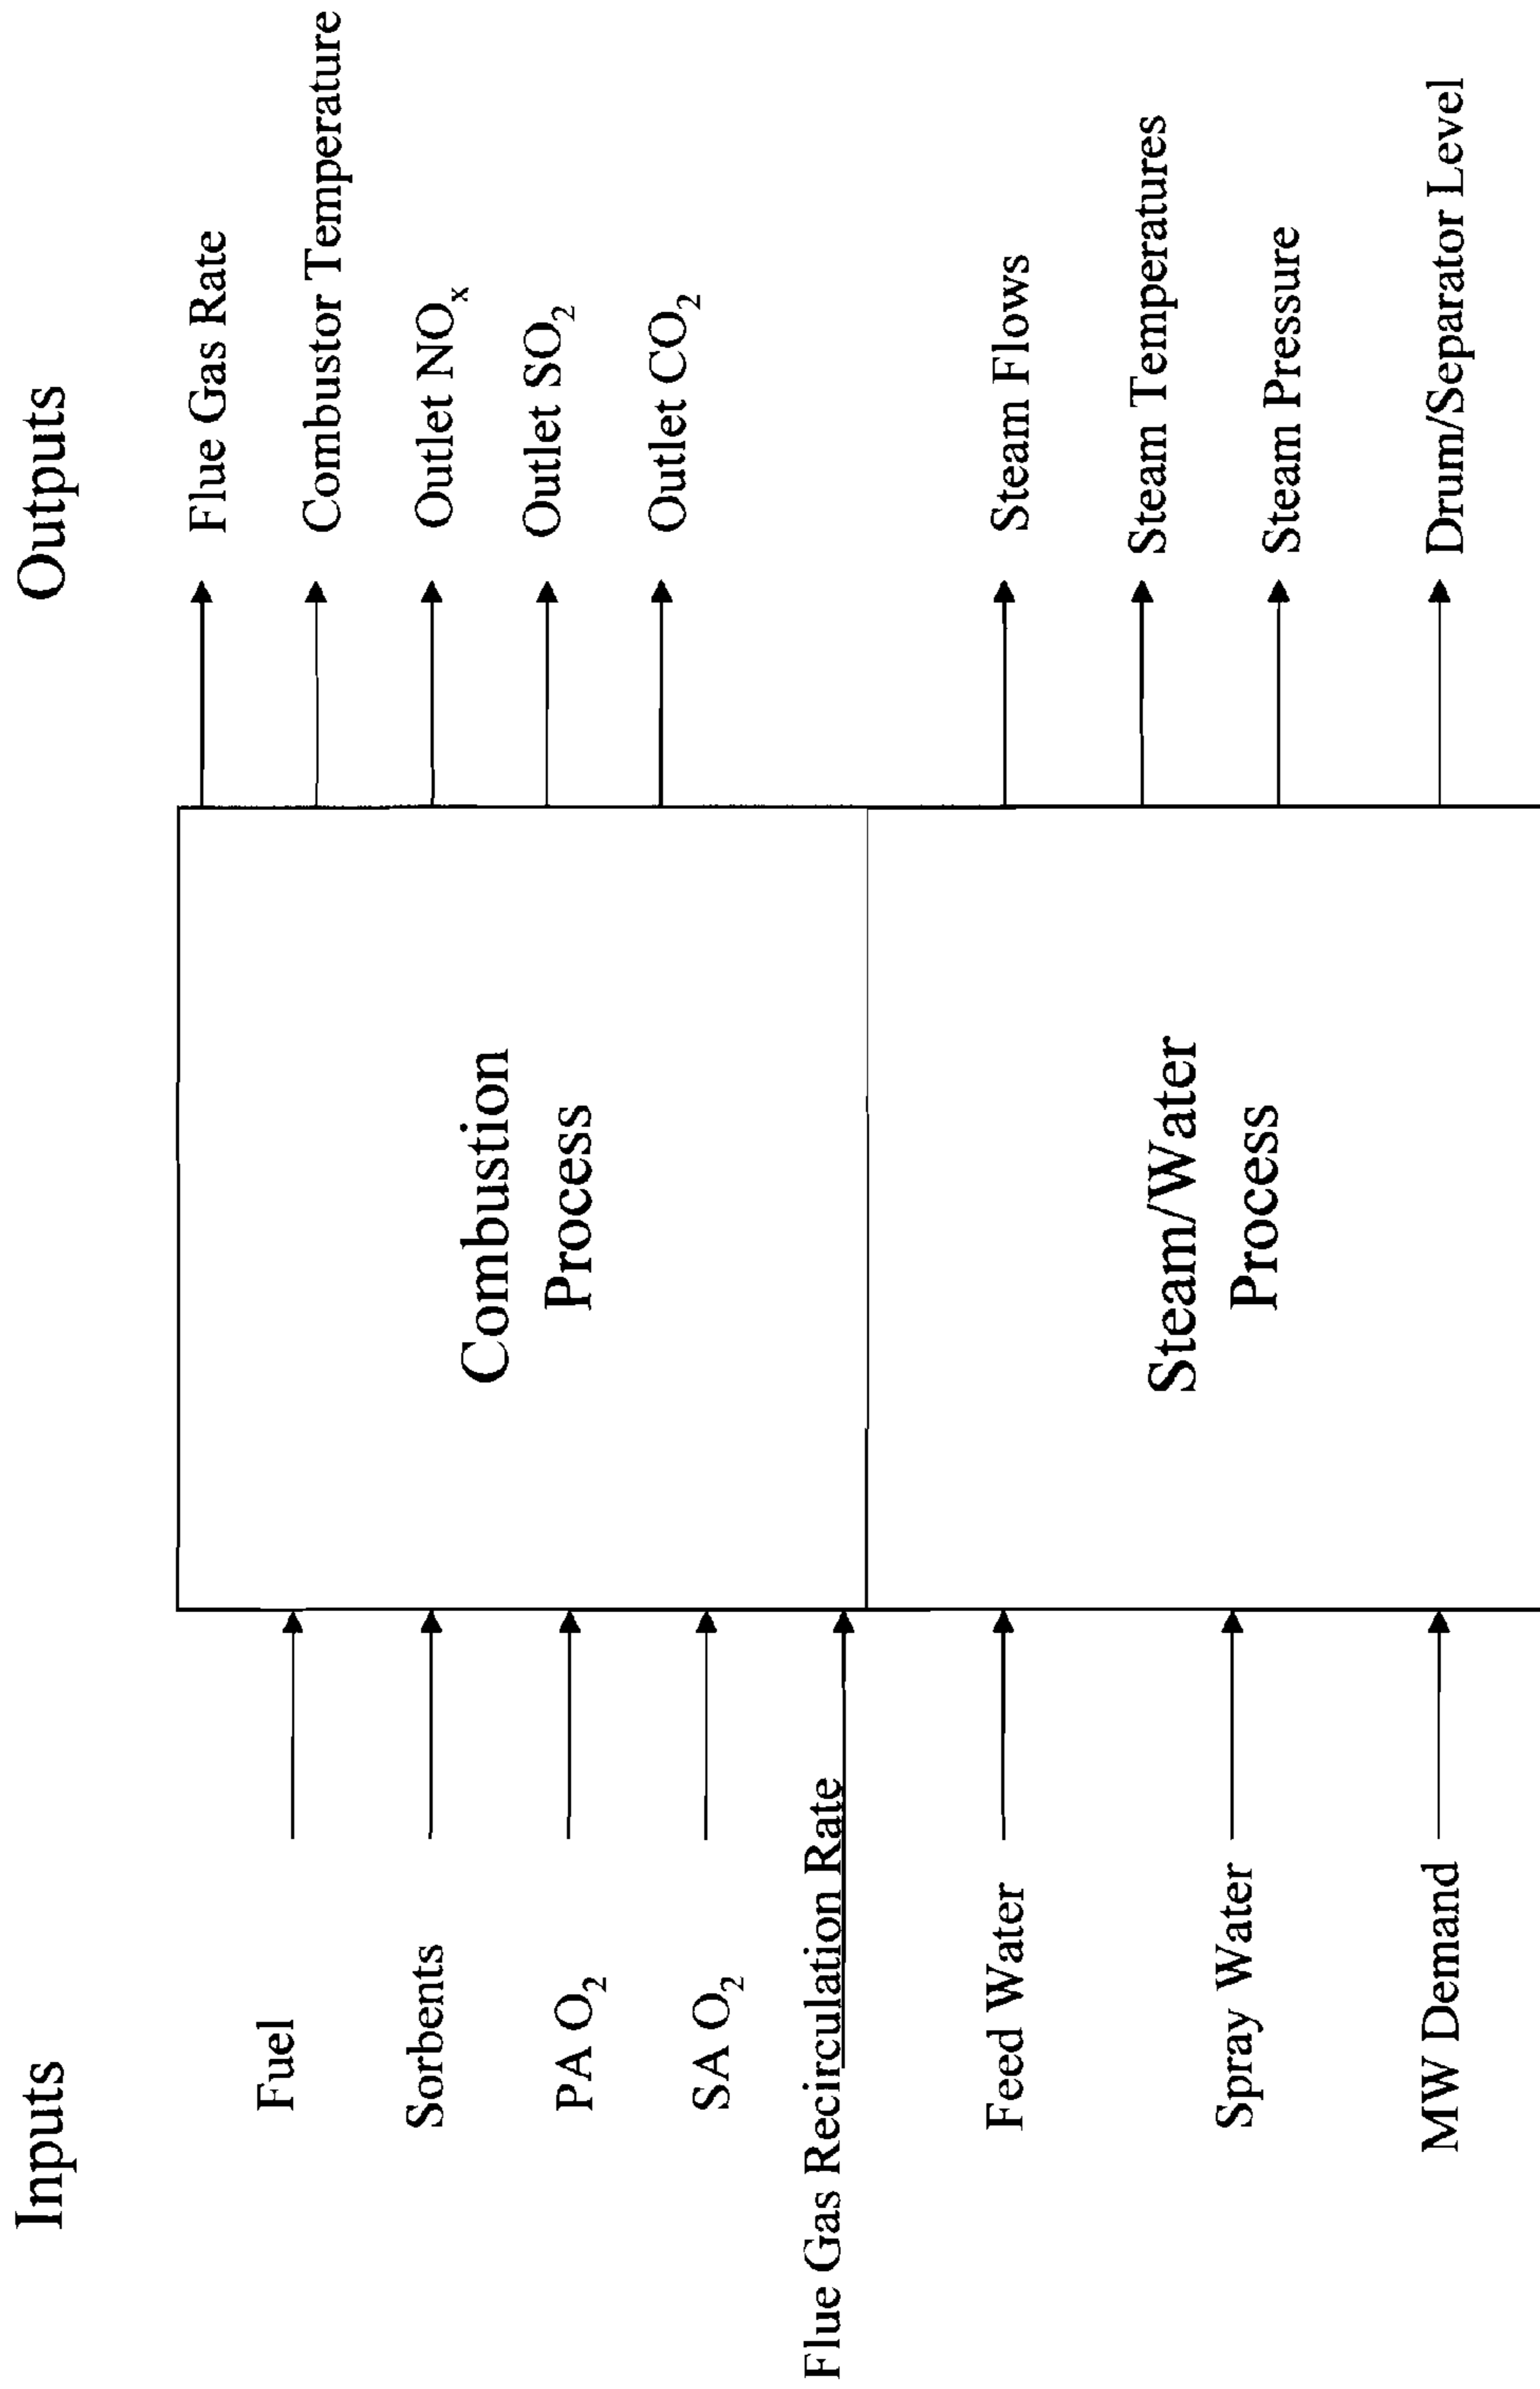 Inputs
Outputs
Fuel
Sorbents
PA O₂
SA O₂
Flue Gas Recirculation Rate
Feed Water
Spray Water
MW Demand
Combustion
Process
Steam/Water
Process
Flue Gas Rate
Combustor Temperature
Outlet NOₓ
Outlet SO₂
Outlet CO₂
Steam Flows
Steam Temperatures
Steam Pressure
Drum/Separator Level